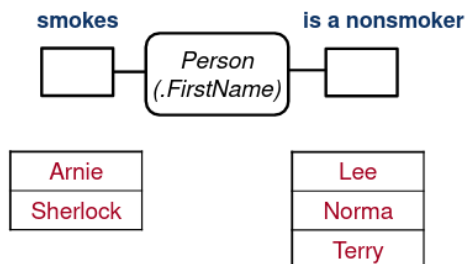 smokes
is a nonsmoker
Person
(.FirstName)
Arnie
Sherlock
Lee
Norma
Terry